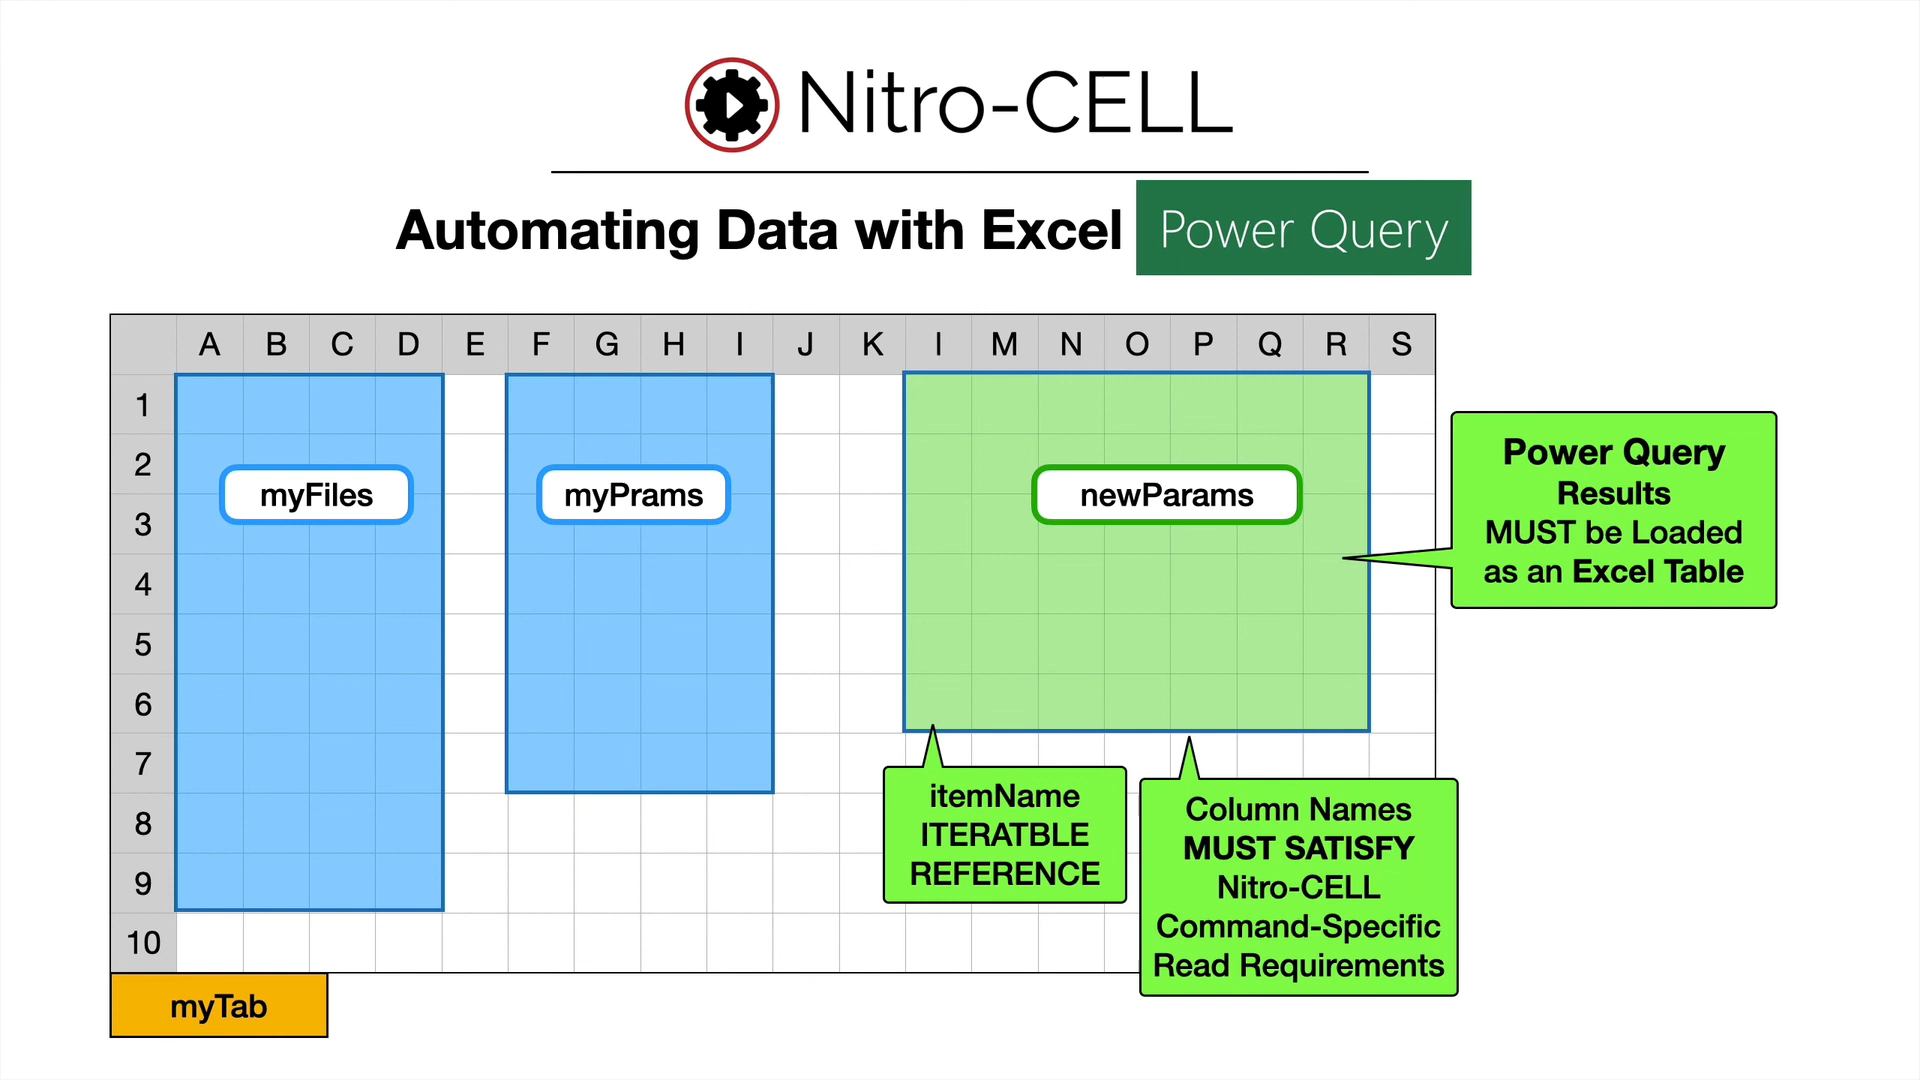 Nitro-CELL
Automating Data with Excel Power Query
A B C D E F G H I J K I M N O P Q R S
1
2
3
4
5
6
7
8
9
10
myFiles
myPrams
newParams
Power Query
Results
MUST be Loaded
as an Excel Table
itemName
ITERATBLE
REFERENCE
Column Names
MUST SATISFY
Nitro-CELL
Command-Specific
Read Requirements
myTab